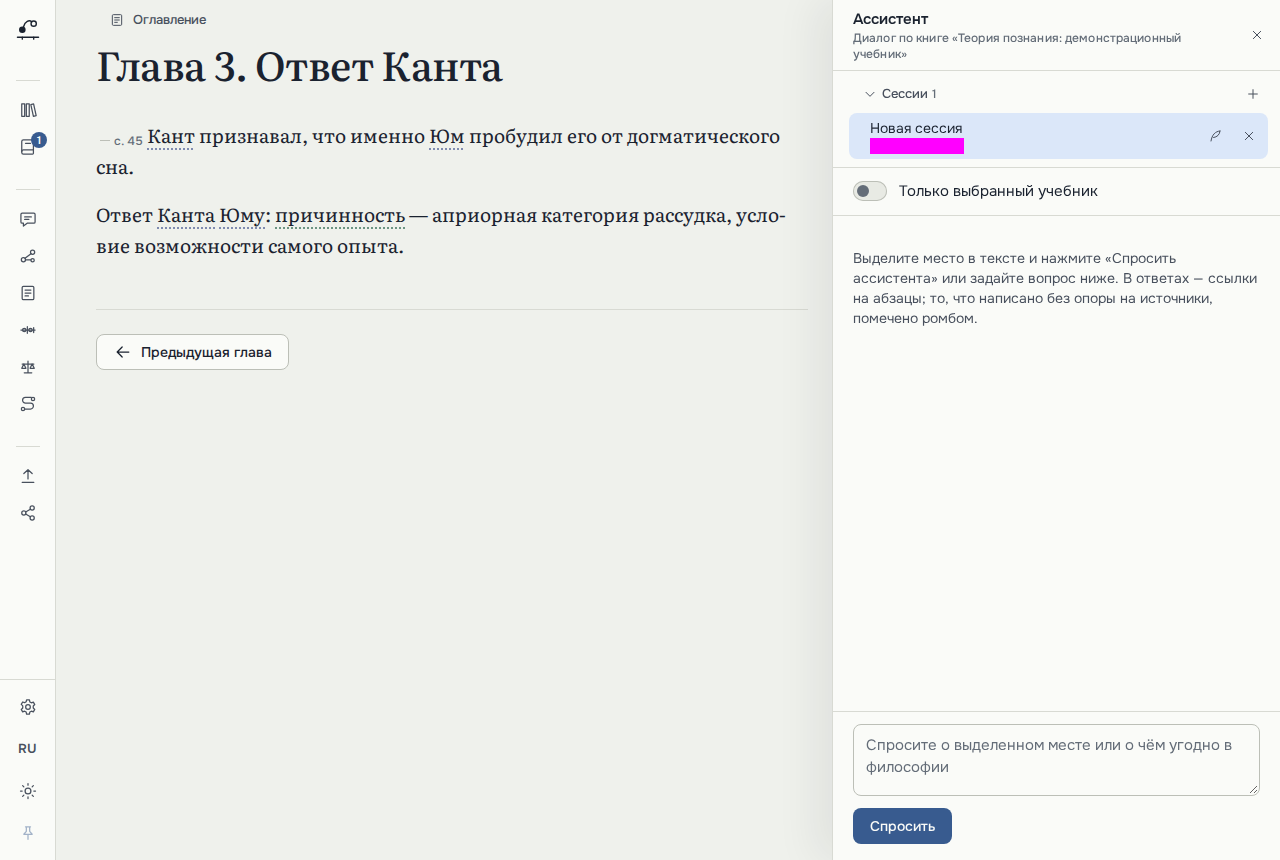 Оглавление
Глава 3. Ответ Канта
— с. 45 Кант признавал, что именно Юм пробудил его от догматического
сна.
Ответ Канта Юму: причинность — априорная категория рассудка, усло-
вие возможности самого опыта.
Предыдущая глава
1
RU
Ассистент
Диалог по книге «Теория познания: демонстрационный
учебник»
Сессии 1
Новая сессия
Только выбранный учебник
Выделите место в тексте и нажмите «Спросить
ассистента» или задайте вопрос ниже. В ответах — ссылки
на абзацы; то, что написано без опоры на источники,
помечено ромбом.
Спросите о выделенном месте или о чём угодно в
философии
Спросить